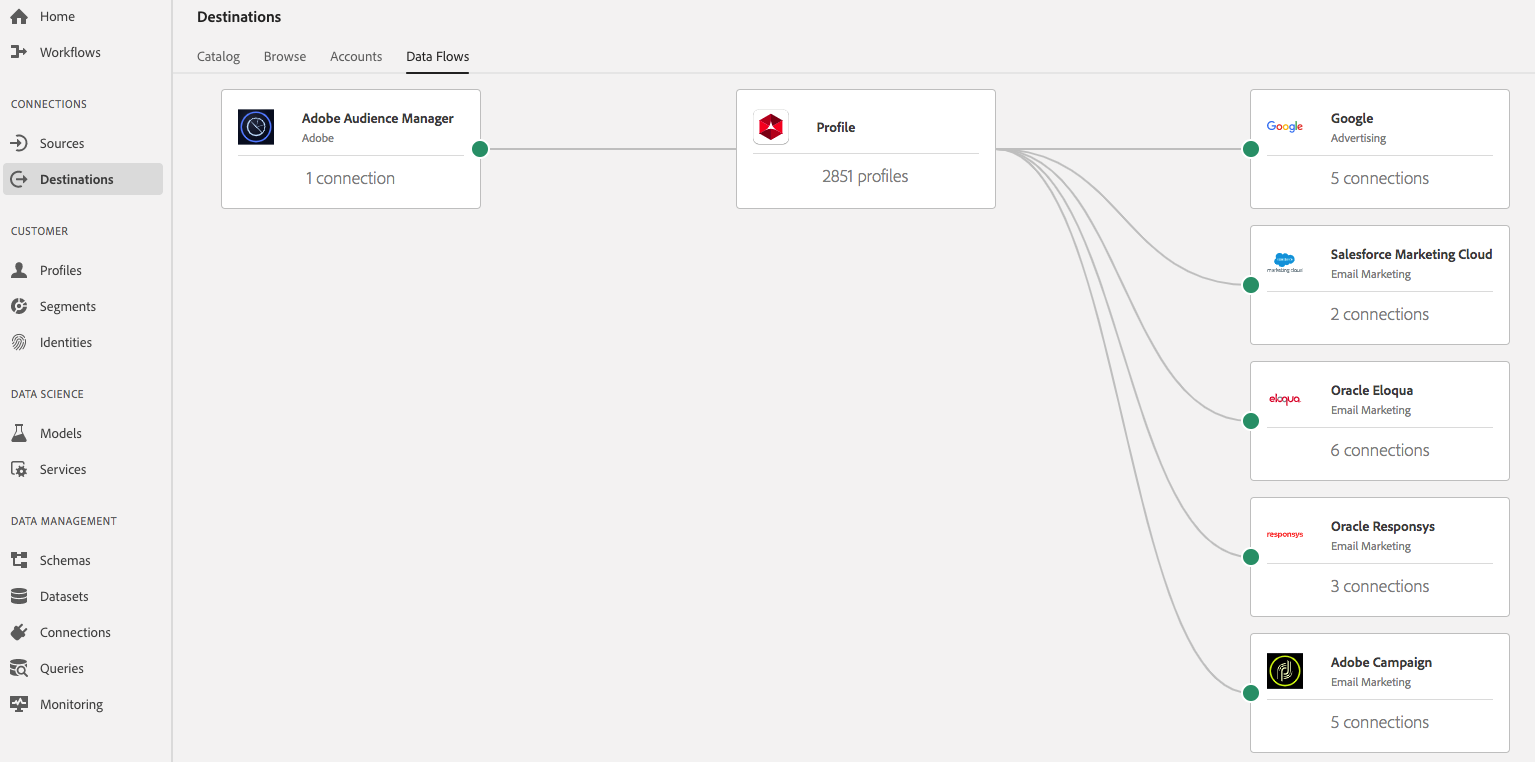 Home
Workflows
CONNECTIONS
Sources
Destinations
CUSTOMER
Profiles
Segments
Identities
DATA SCIENCE
Models
Services
DATA MANAGEMENT
Schemas
Datasets
Connections
Queries
Monitoring
Destinations
Catalog Browse Accounts Data Flows
Adobe Audience Manager
Adobe
1 connection
Profile
2851 profiles
Google
Google
Advertising
5 connections
marketing cloud
Salesforce Marketing Cloud
Email Marketing
2 connections
eloqua
Oracle Eloqua
Email Marketing
6 connections
responsys
Oracle Responsys
Email Marketing
3 connections
Adobe Campaign
Email Marketing
5 connections